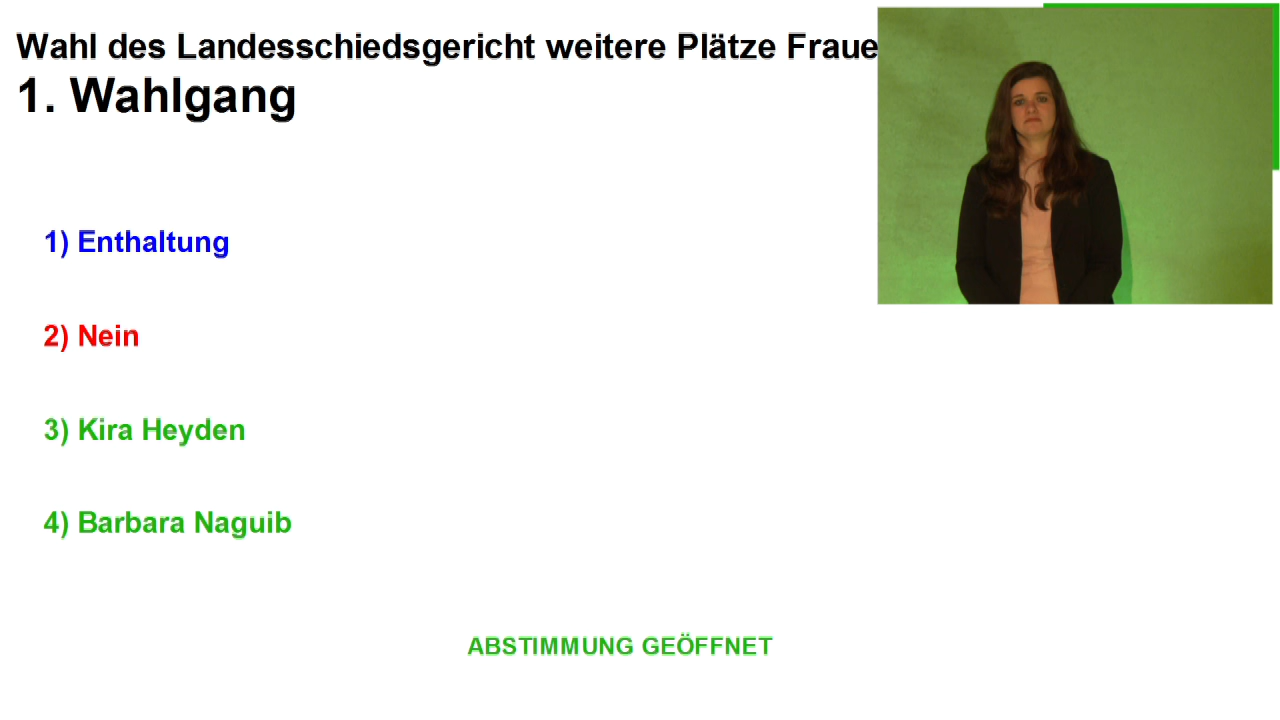 Wahl des Landesschiedsgericht weitere Plätze Fraue
1. Wahlgang
1) Enthaltung
2) Nein
3) Kira Heyden
4) Barbara Naguib
ABSTIMMUNG GEÖFFNET